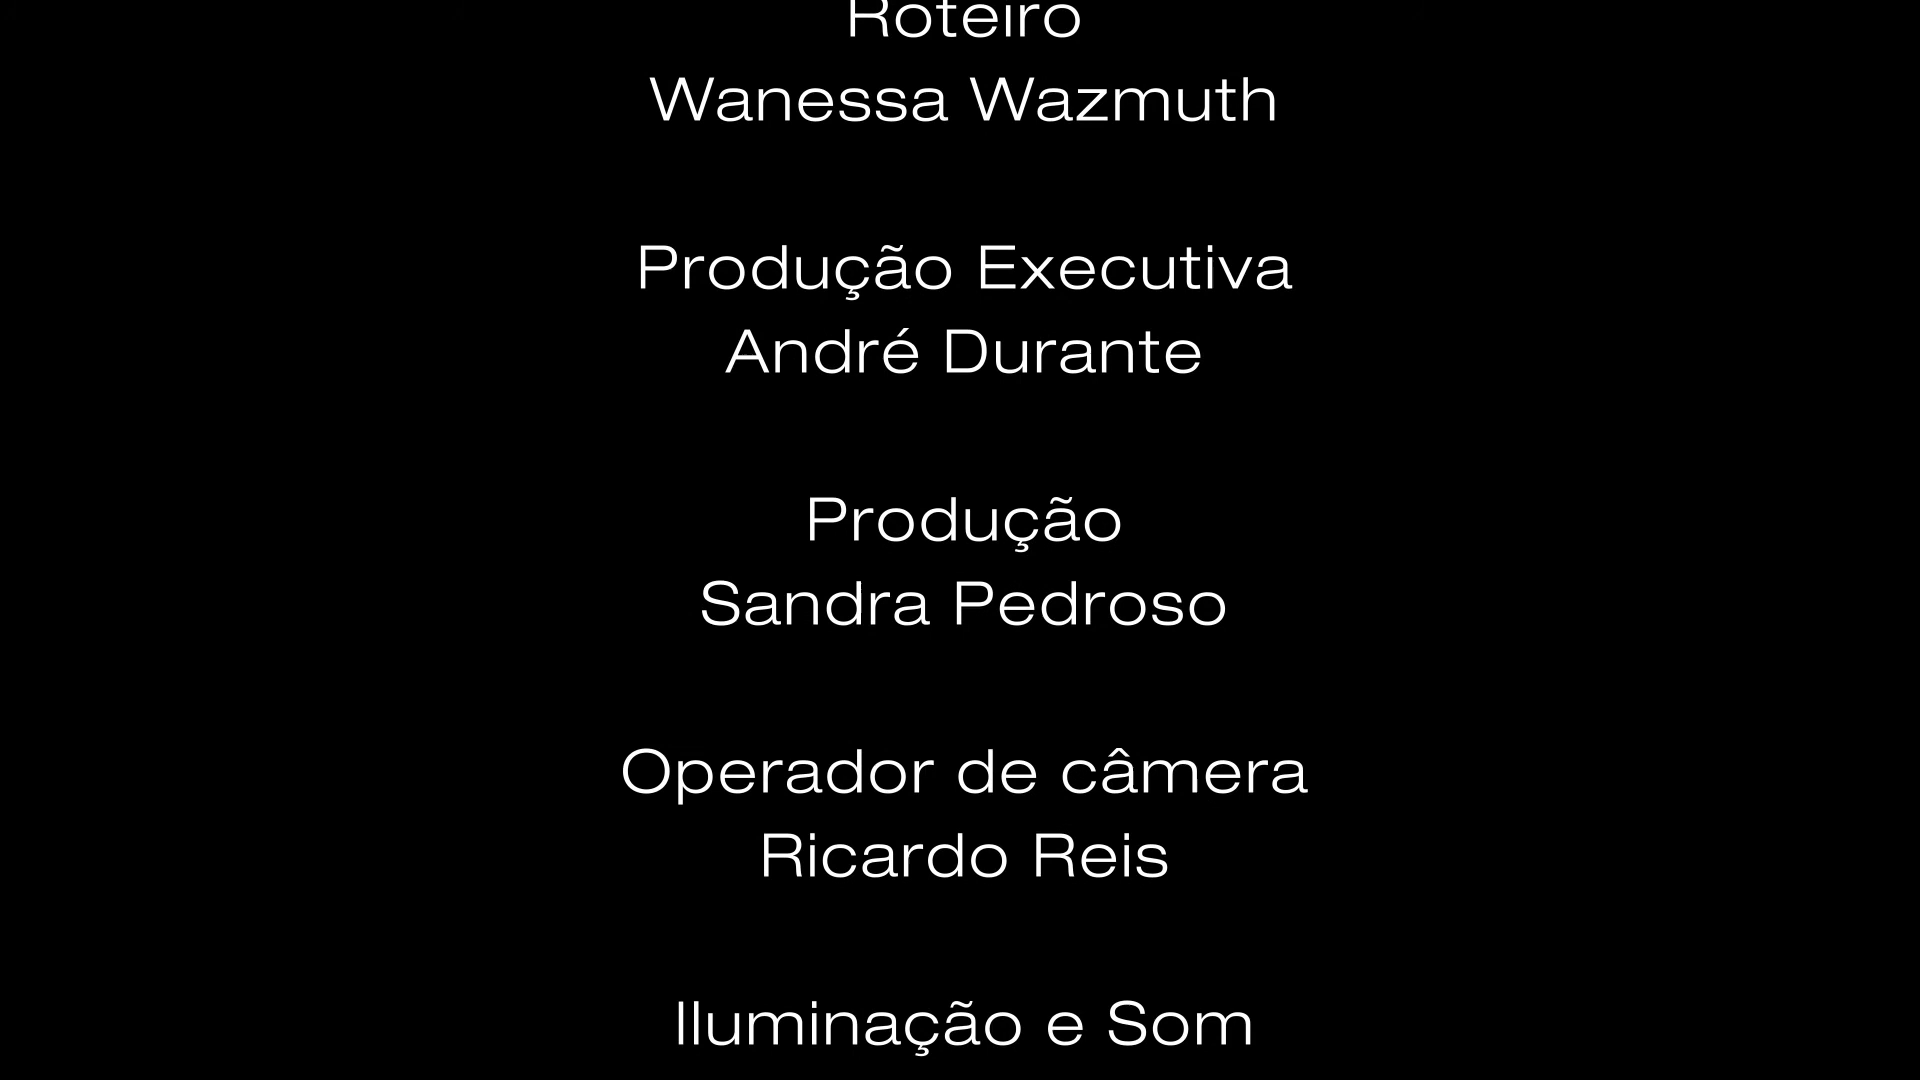 Roteiro
Wanessa Wazmuth
Produção Executiva
André Durante
Produção
Sandra Pedroso
Operador de câmera
Ricardo Reis
Iluminação e Som